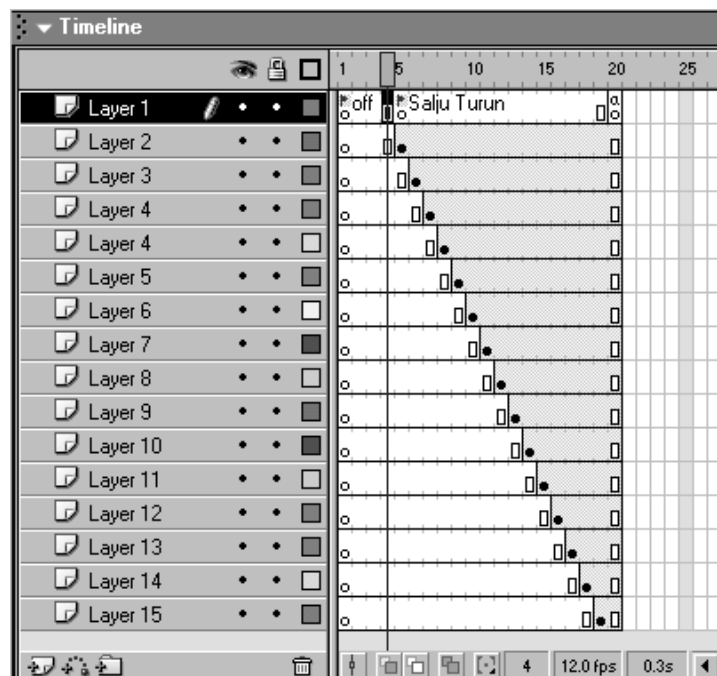 Timeline
1 5 10 15 20 25
Layer 1 off Salju Turun a
Layer 2
Layer 3
Layer 4
Layer 4
Layer 5
Layer 6
Layer 7
Layer 8
Layer 9
Layer 10
Layer 11
Layer 12
Layer 13
Layer 14
Layer 15
4 12.0 fps 0.3s